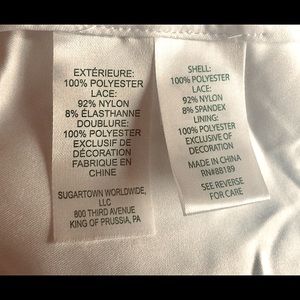 EXTÉRIEURE:
100% POLYESTER
LACE:
92% NYLON
8% ÉLASTHANNE
DOUBLURE:
100% POLYESTER
EXCLUSIF DE
DÉCORATION
FABRIQUE EN
CHINE
SUGARTOWN WORLDWIDE,
LLC
800 THIRD AVENUE
KING OF PRUSSIA, PA
SHELL:
100% POLYESTER
LACE:
92% NYLON
8% SPANDEX
LINING:
100% POLYESTER
EXCLUSIVE OF
DECORATION
MADE IN CHINA
RN#88189
SEE REVERSE
FOR CARE